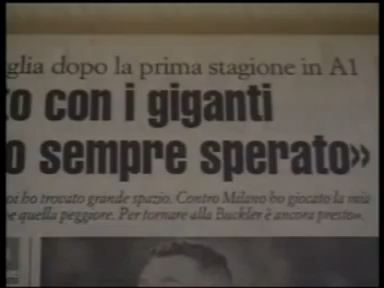 glia dopo la prima stagione in A1
to con i giganti
o sempre sperato»
ho trovato grande spazio. Contro Milano ho giocato la mia
e quella peggiore. Per tornare alla Buckler è ancora presto».